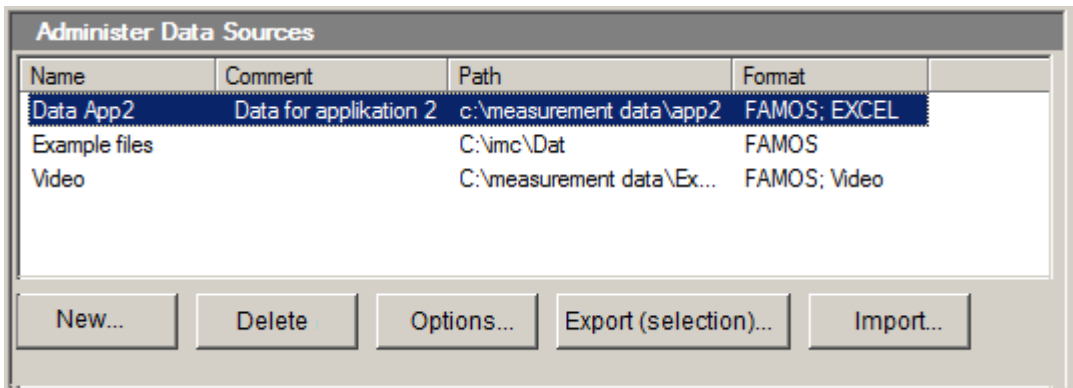 Administer Data Sources
Name Comment Path Format
Data App2 Data for applikation 2 c:\measurement data\app2 FAMOS; EXCEL
Example files C:\imc\Dat FAMOS
Video C:\measurement data\Ex... FAMOS; Video
New... Delete Options... Export (selection)... Import...